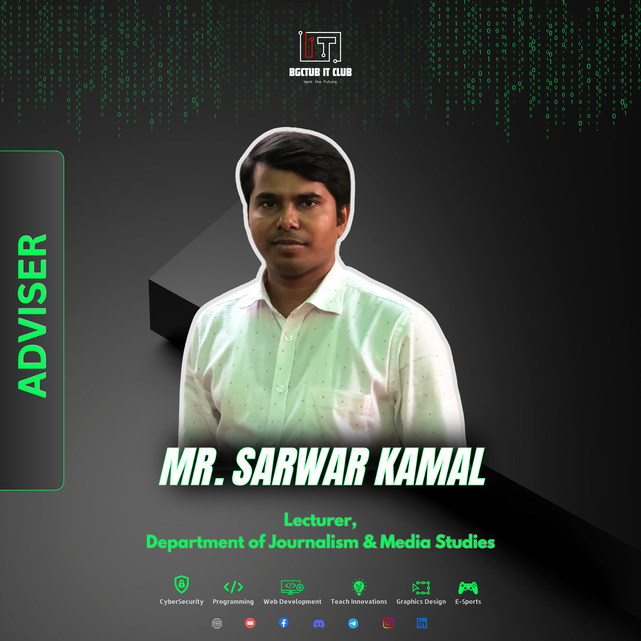 IT
BGCTUB IT CLUB
Hack The Future
ADVISER
MR. SARWAR KAMAL
Lecturer,
Department of Journalism & Media Studies
CyberSecurity
Programming
Web Development
Teach Innovations
Graphics Design
E-Sports